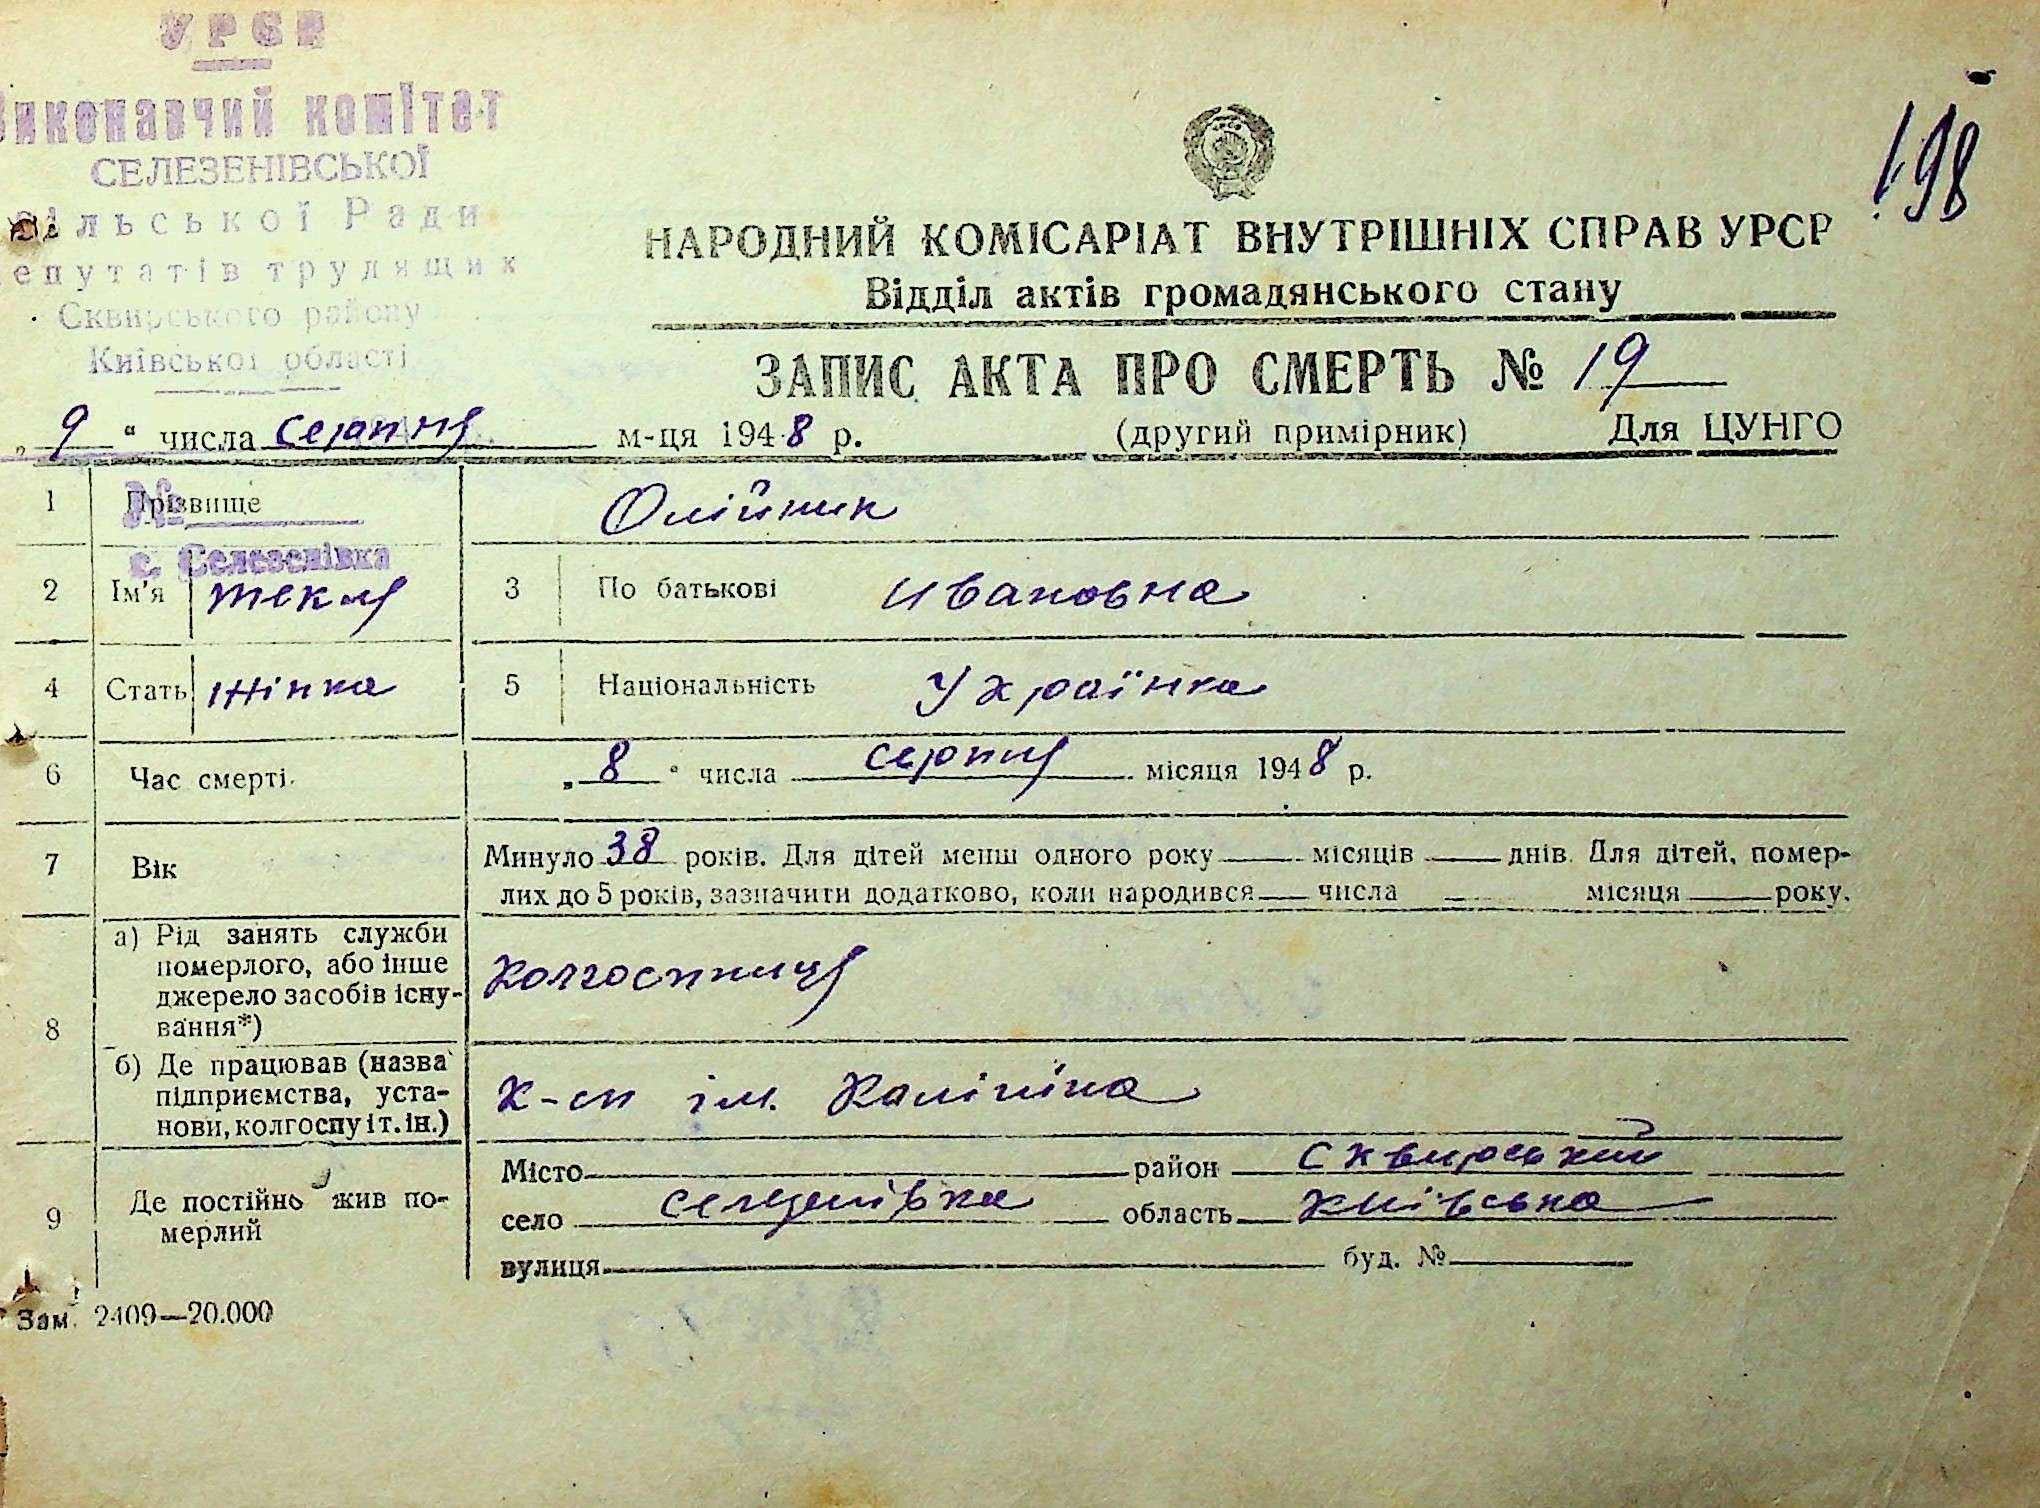 УРСР
Виконавчий комітет
СЕЛЕЗЕНІВСЬКОЇ
сільської Ради
депутатів трудящих
Сквирського району
Київської області
198
НАРОДНИЙ КОМІСАРІАТ ВНУТРІШНІХ СПРАВ УРСР
Відділ актів громадянського стану
ЗАПИС АКТА ПРО СМЕРТЬ № 19
„ 9 “ числа серпня м-ця 1948 р. (другий примірник) Для ЦУНГО
№
1 Прізвище Олійник
с. Селезенівка
2 Ім'я Текля 3 По батькові Ивановна
4 Стать жінка 5 Національність Українка
6 Час смерті „ 8 “ числа серпня місяця 1948 р.
7 Вік Минуло 38 років. Для дітей менш одного року місяців днів. Для дітей, помер-
лих до 5 років, зазначити додатково, коли народився числа місяця року.
8 а) Рід занять служби
померлого, або інше
джерело засобів існу-
вання*)
Колгоспниця
б) Де працював (назва
підприємства, уста-
нови, колгоспу і т. ін.)
К-сп ім. Калініна
9 Де постійно жив по-
мерлий
Місто район Сквирський
село Селезенівка область Київська
вулиця буд. №
Зам. 2409—20.000